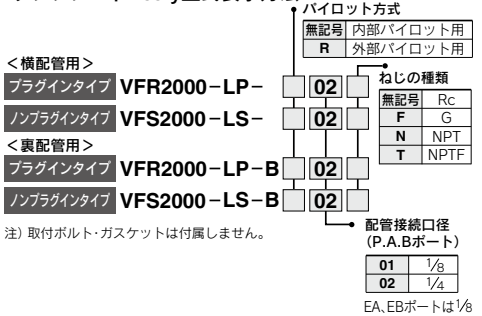 パイロット方式
無記号 内部パイロット用
R 外部パイロット用
<横配管用>
プラグインタイプ VFR2000-LP- 02
ノンプラグインタイプ VFS2000-LS- 02
<裏配管用>
プラグインタイプ VFR2000-LP-B 02
ノンプラグインタイプ VFS2000-LS-B 02
ねじの種類
無記号 Rc
F G
N NPT
T NPTF
注)取付ボルト・ガスケットは付属しません。
配管接続口径
(P.A.Bポート)
01 1/8
02 1/4
EA、EBポートは1/8